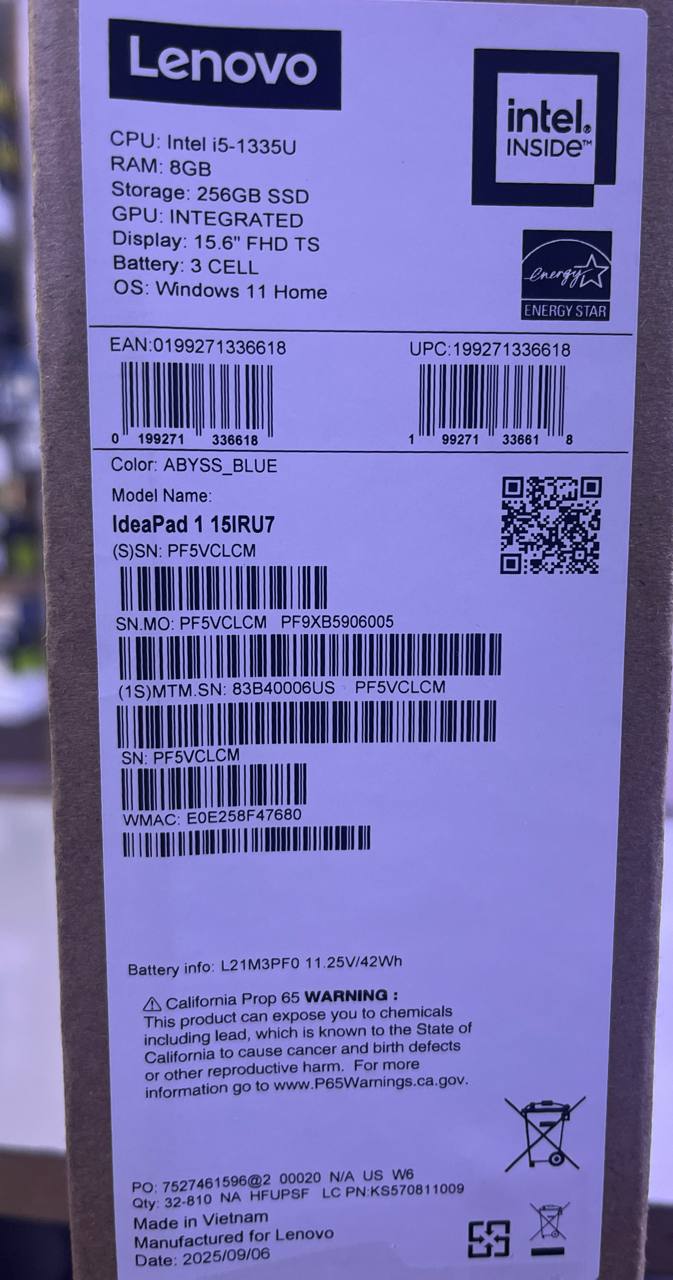 Lenovo
intel®
INSIDE™
CPU: Intel i5-1335U
RAM: 8GB
Storage: 256GB SSD
GPU: INTEGRATED
Display: 15.6" FHD TS
Battery: 3 CELL
OS: Windows 11 Home
energy
ENERGY STAR
EAN:0199271336618
UPC:199271336618
0 199271 336618
1 99271 33661 8
Color: ABYSS_BLUE
Model Name:
IdeaPad 1 15IRU7
(S)SN: PF5VCLCM
SN.MO: PF5VCLCM PF9XB5906005
(1S)MTM.SN: 83B40006US PF5VCLCM
SN: PF5VCLCM
WMAC: E0E258F47680
Battery info: L21M3PF0 11.25V/42Wh
⚠ California Prop 65 WARNING :
This product can expose you to chemicals
including lead, which is known to the State of
California to cause cancer and birth defects
or other reproductive harm. For more
information go to www.P65Warnings.ca.gov.
PO: 7527461596@2 00020 N/A US W6
Qty: 32-810 NA HFUPSF LC PN:KS570811009
Made in Vietnam
Manufactured for Lenovo
Date: 2025/09/06